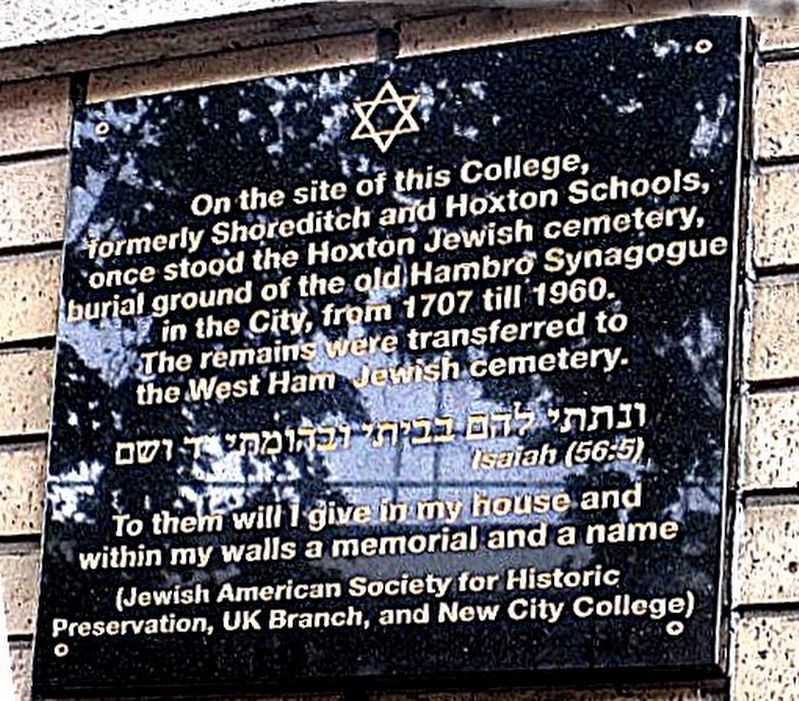 On the site of this College,
formerly Shoreditch and Hoxton Schools,
once stood the Hoxton Jewish cemetery,
burial ground of the old Hambro Synagogue
in the City, from 1707 till 1960.
The remains were transferred to
the West Ham Jewish cemetery.
ונתתי להם בביתי ובחומתי יד ושם
Isaiah (56:5)
To them will I give in my house and
within my walls a memorial and a name
(Jewish American Society for Historic
Preservation, UK Branch, and New City College)